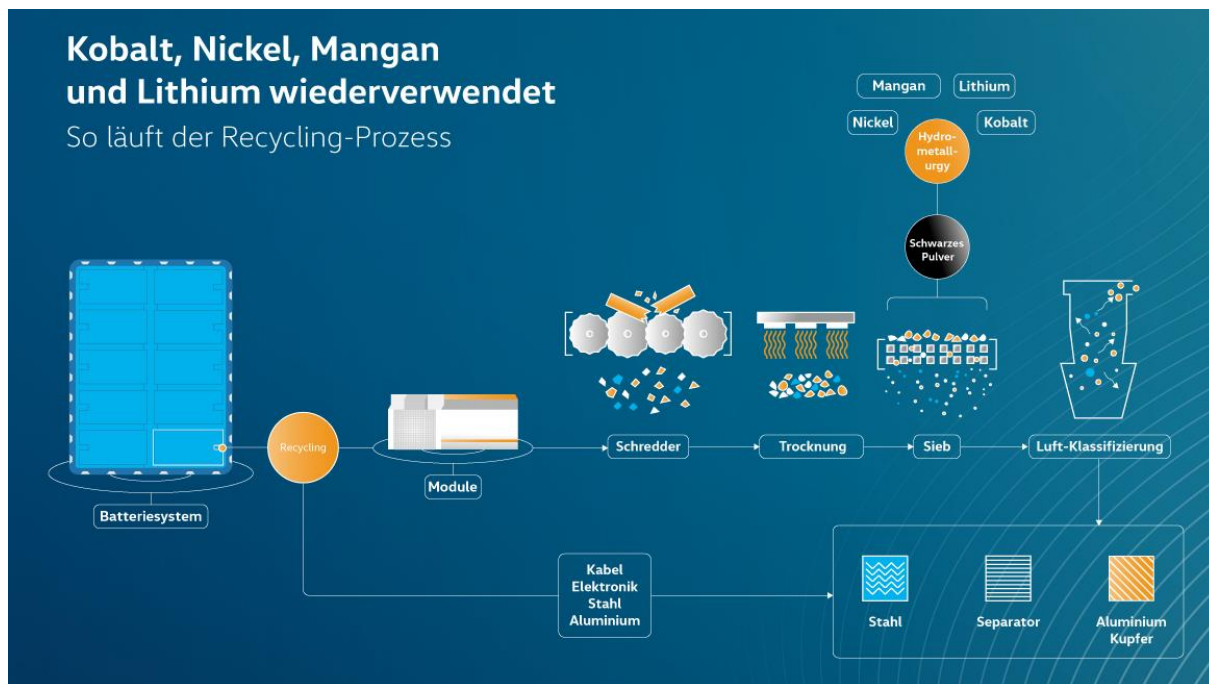 Kobalt, Nickel, Mangan
und Lithium wiederverwendet
So läuft der Recycling-Prozess
Mangan
Lithium
Nickel
Kobalt
Hydro-
metall-
urgy
Schwarzes
Pulver
Recycling
Schredder
Trocknung
Sieb
Luft-Klassifizierung
Module
Batteriesystem
Kabel
Elektronik
Stahl
Aluminium
Stahl
Separator
Aluminium
Kupfer